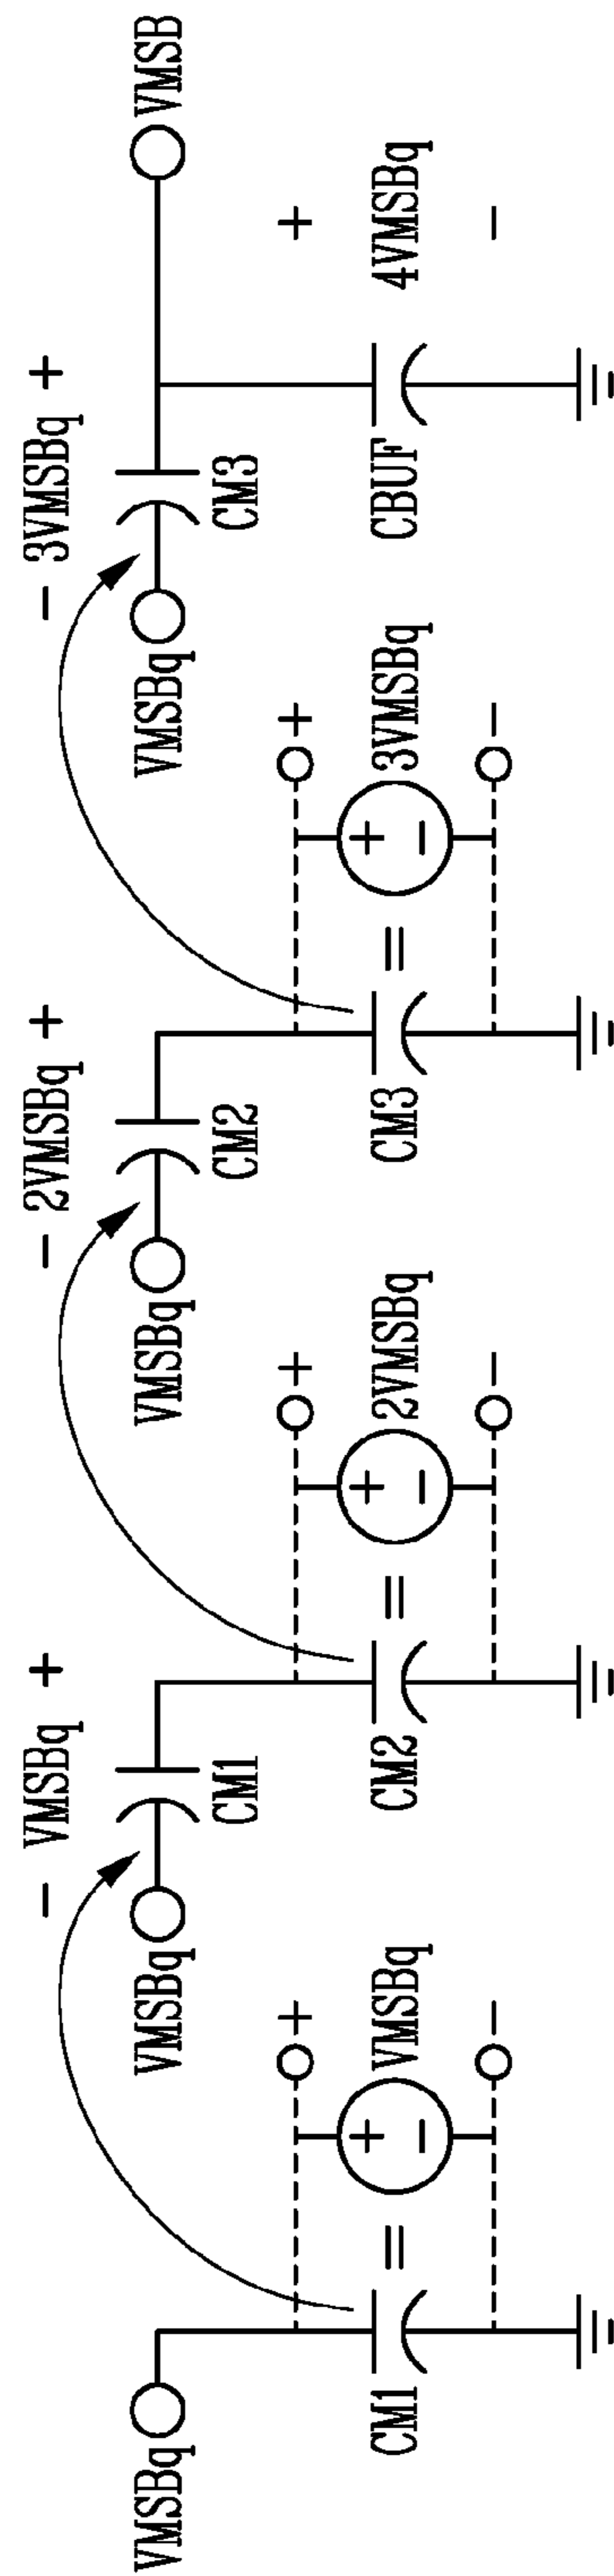 - VMSBq +
- 2VMSBq +
- 3VMSBq +
VMSBq
VMSBq
VMSBq
VMSBq
VMSB
CM1
CM2
CM3
+
+
+
+
CM1
=
+
-
VMSBq
CM2
=
+
-
2VMSBq
CM3
=
+
-
3VMSBq
CBUF
4VMSBq
-
-
-
-